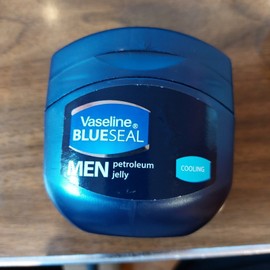 Vaseline®
BLUESEAL
MEN petroleum
jelly
COOLING